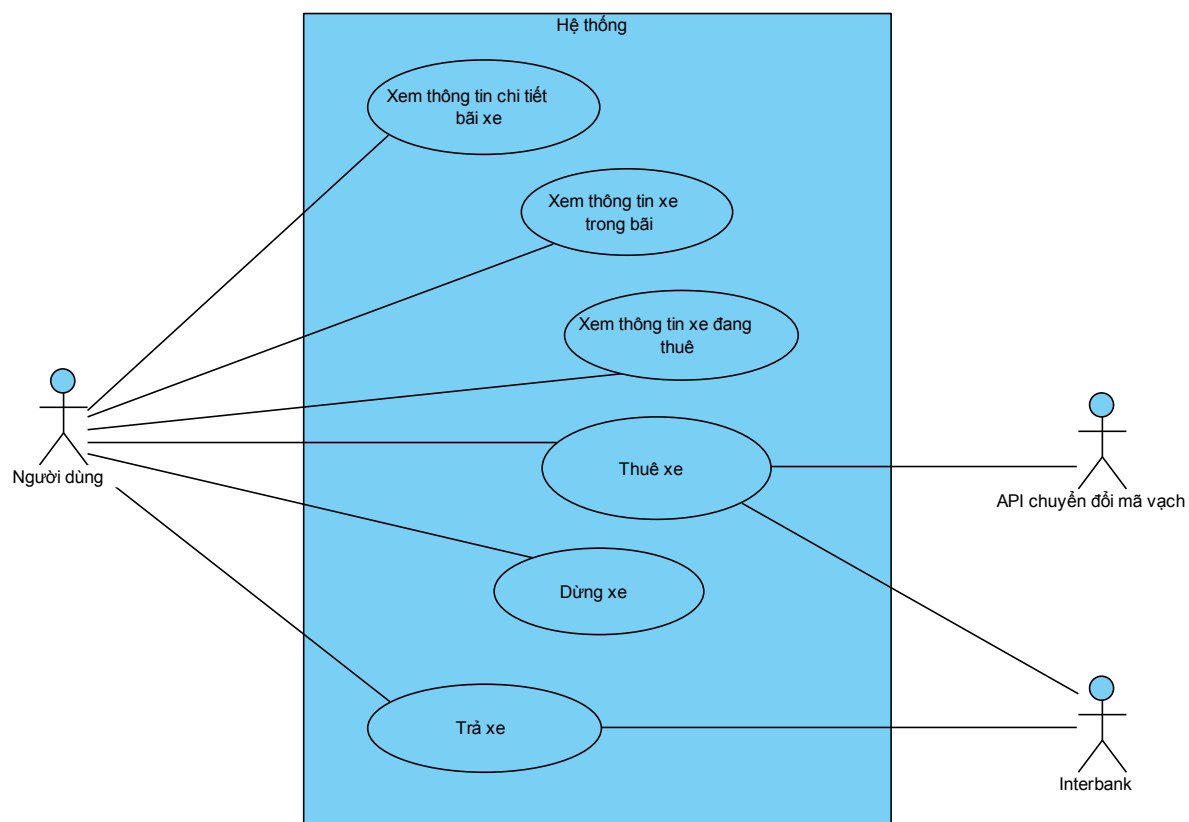 Hệ thống
Xem thông tin chi tiết
bãi xe
Xem thông tin xe
trong bãi
Xem thông tin xe đang
thuê
Người dùng
Thuê xe
API chuyển đổi mã vạch
Dừng xe
Trả xe
Interbank